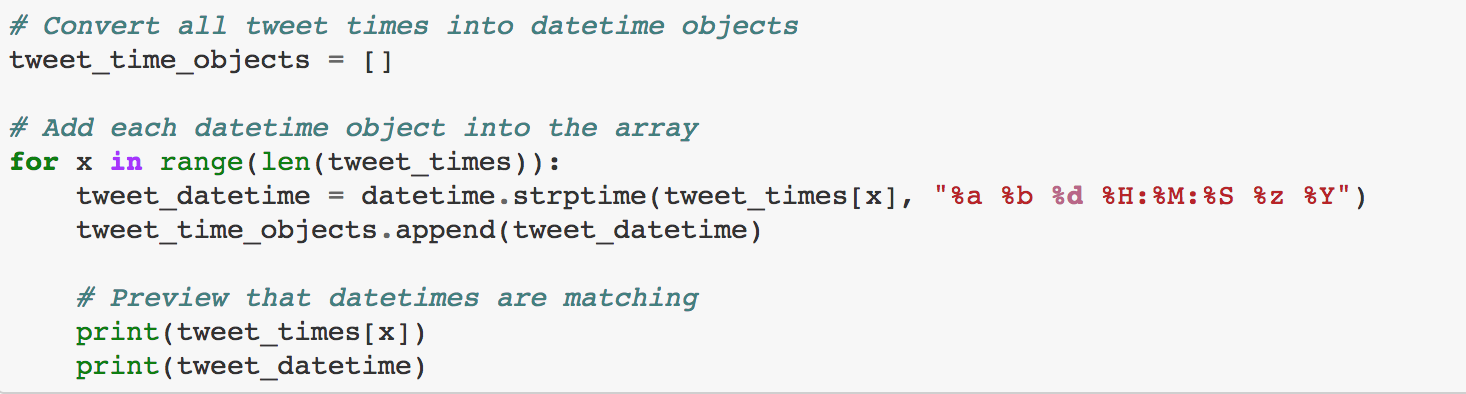 # Convert all tweet times into datetime objects
tweet_time_objects = []
# Add each datetime object into the array
for x in range(len(tweet_times)):
    tweet_datetime = datetime.strptime(tweet_times[x], "%a %b %d %H:%M:%S %z %Y")
    tweet_time_objects.append(tweet_datetime)
    # Preview that datetimes are matching
    print(tweet_times[x])
    print(tweet_datetime)